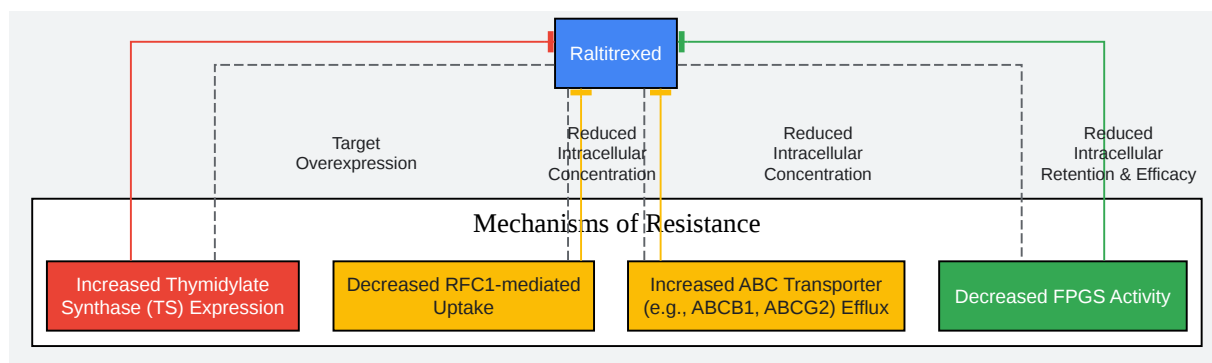 Raltitrexed
Target
Overexpression
Reduced
Intracellular
Concentration
Reduced
Intracellular
Concentration
Reduced
Intracellular
Retention & Efficacy
Mechanisms of Resistance
Increased Thymidylate
Synthase (TS) Expression
Decreased RFC1-mediated
Uptake
Increased ABC Transporter
(e.g., ABCB1, ABCG2) Efflux
Decreased FPGS Activity